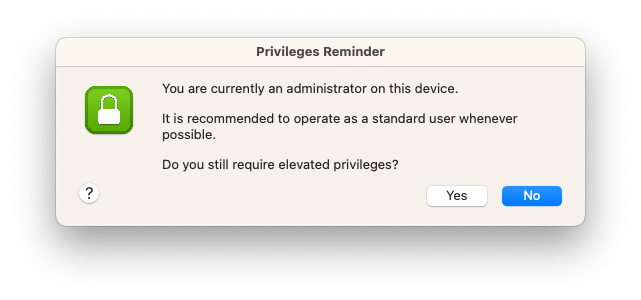 Privileges Reminder
You are currently an administrator on this device.
It is recommended to operate as a standard user whenever
possible.
Do you still require elevated privileges?
?
Yes
No